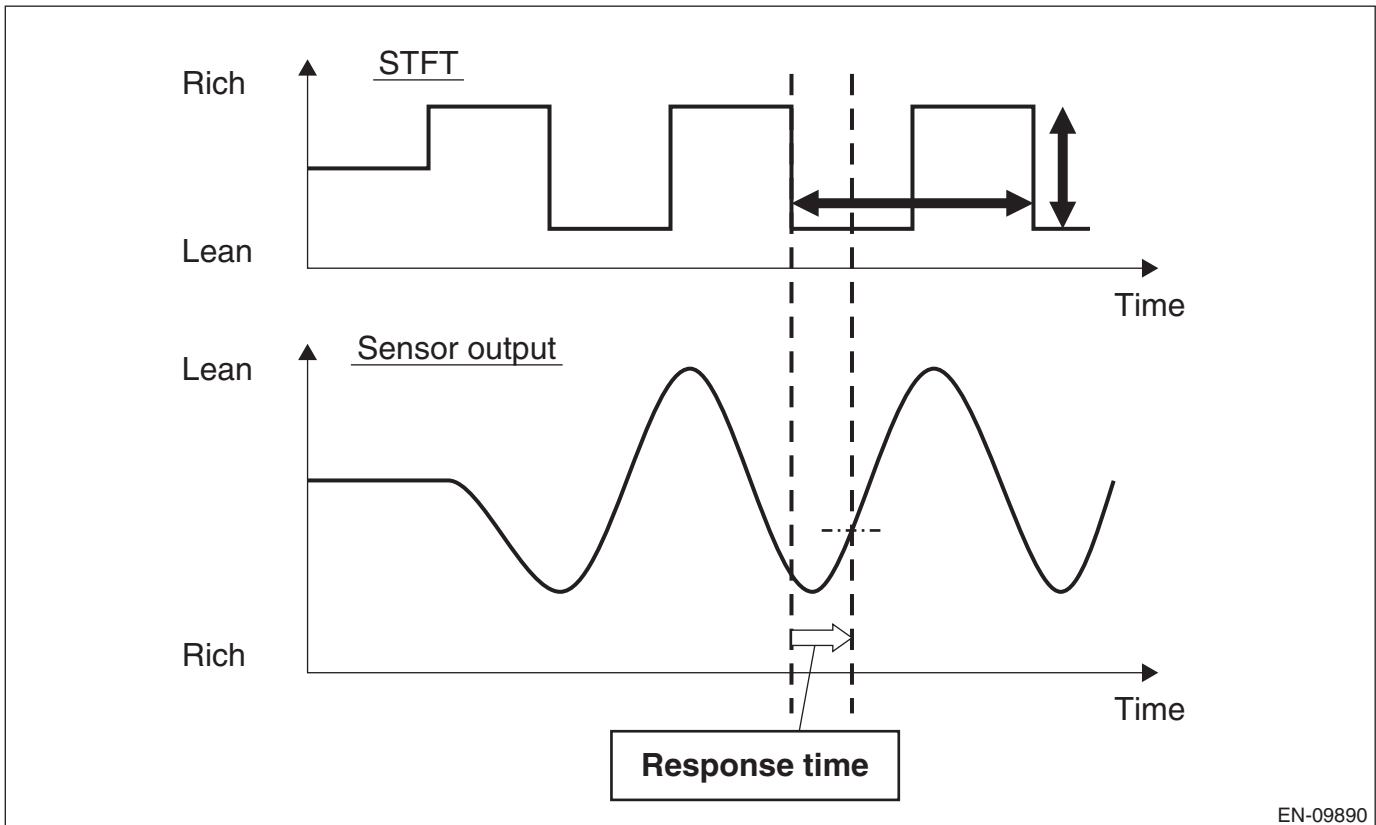 STFT
Rich
Lean
Time
Sensor output
Lean
Rich
Time
Response time
EN-09890